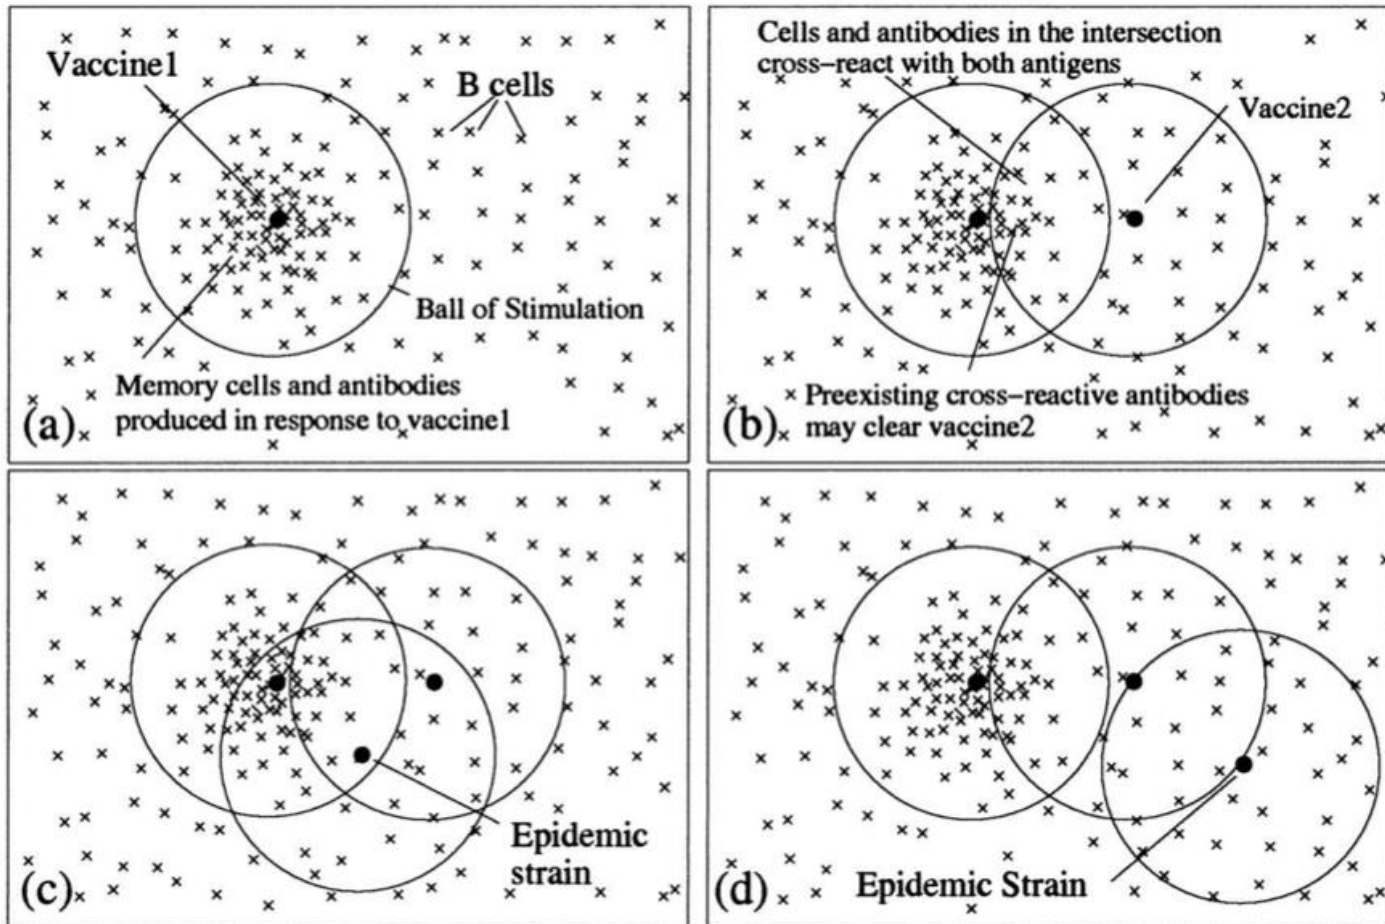 Vaccine1
B cells
Ball of Stimulation
Memory cells and antibodies
produced in response to vaccine1
(a)
Cells and antibodies in the intersection
cross-react with both antigens
Vaccine2
Preexisting cross-reactive antibodies
may clear vaccine2
(b)
Epidemic
strain
(c)
Epidemic Strain
(d)